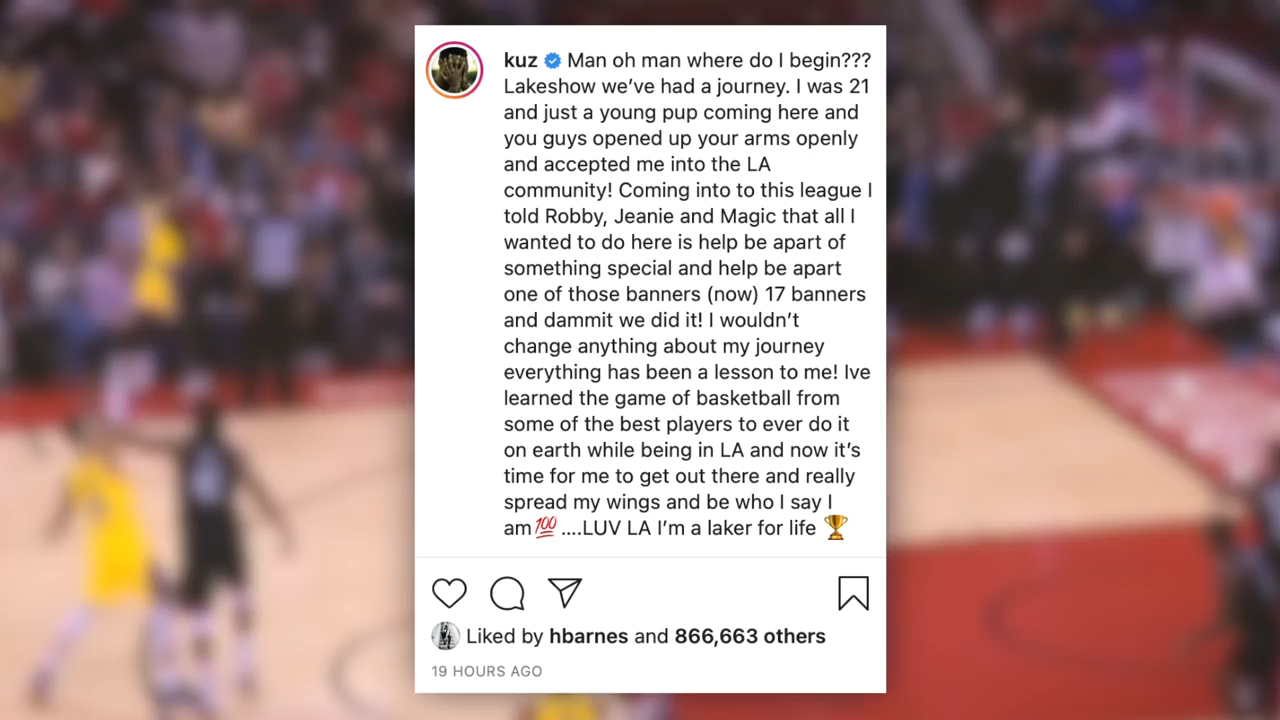 kuz Man oh man where do I begin???
Lakeshow we’ve had a journey. I was 21
and just a young pup coming here and
you guys opened up your arms openly
and accepted me into the LA
community! Coming into to this league I
told Robby, Jeanie and Magic that all I
wanted to do here is help be apart of
something special and help be apart
one of those banners (now) 17 banners
and dammit we did it! I wouldn’t
change anything about my journey
everything has been a lesson to me! Ive
learned the game of basketball from
some of the best players to ever do it
on earth while being in LA and now it’s
time for me to get out there and really
spread my wings and be who I say I
am💯 ....LUV LA I’m a laker for life 🏆
Liked by hbarnes and 866,663 others
19 HOURS AGO